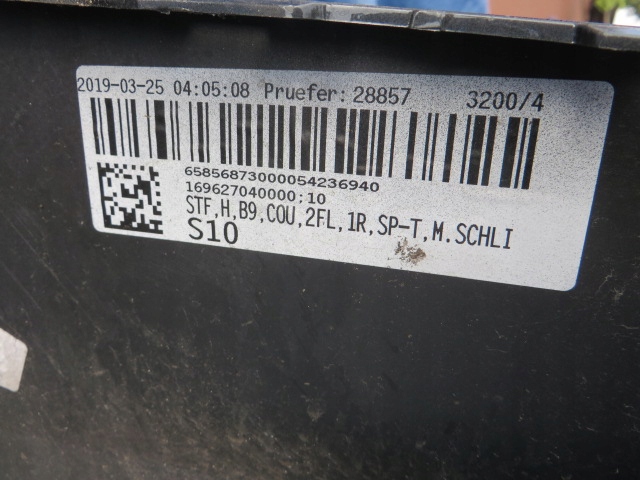 2019-03-25 04:05:08 Pruefer: 28857 3200/4
65856873000054236940
169627040000:10
STF,H,B9,COU,2FL,1R,SP-T,M.SCHLI
S10